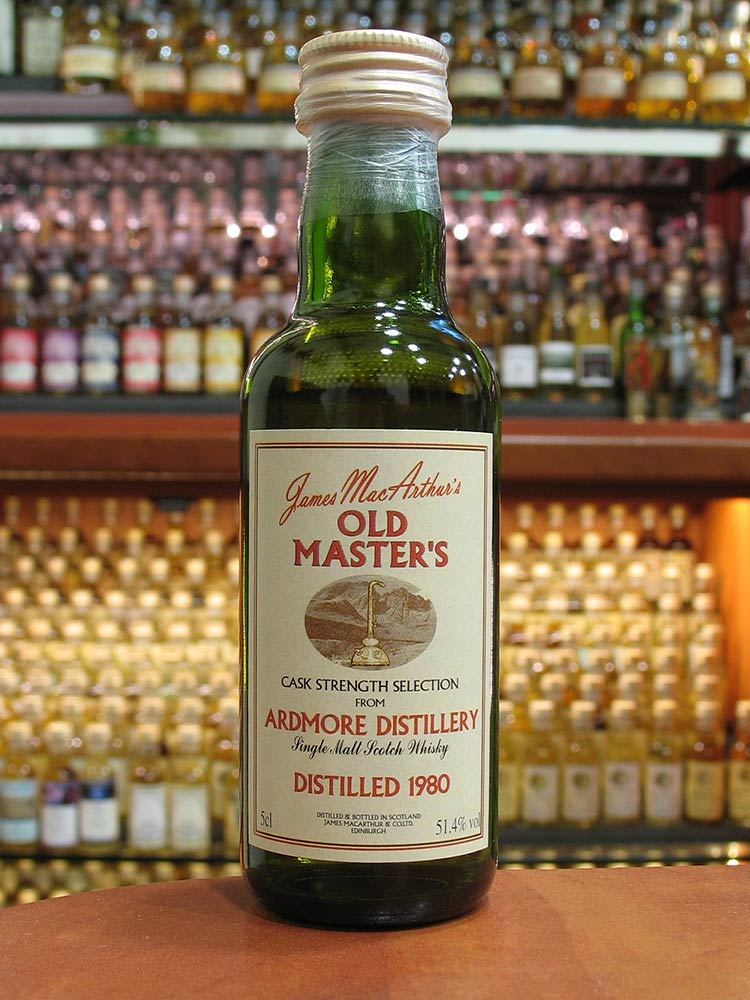 James MacArthur's
OLD
MASTER'S
CASK STRENGTH SELECTION
FROM
ARDMORE DISTILLERY
Single Malt Scotch Whisky
DISTILLED 1980
5cl
DISTILLED & BOTTLED IN SCOTLAND
JAMES MACARTHUR & CO.LTD.
EDINBURGH
51.4% vol